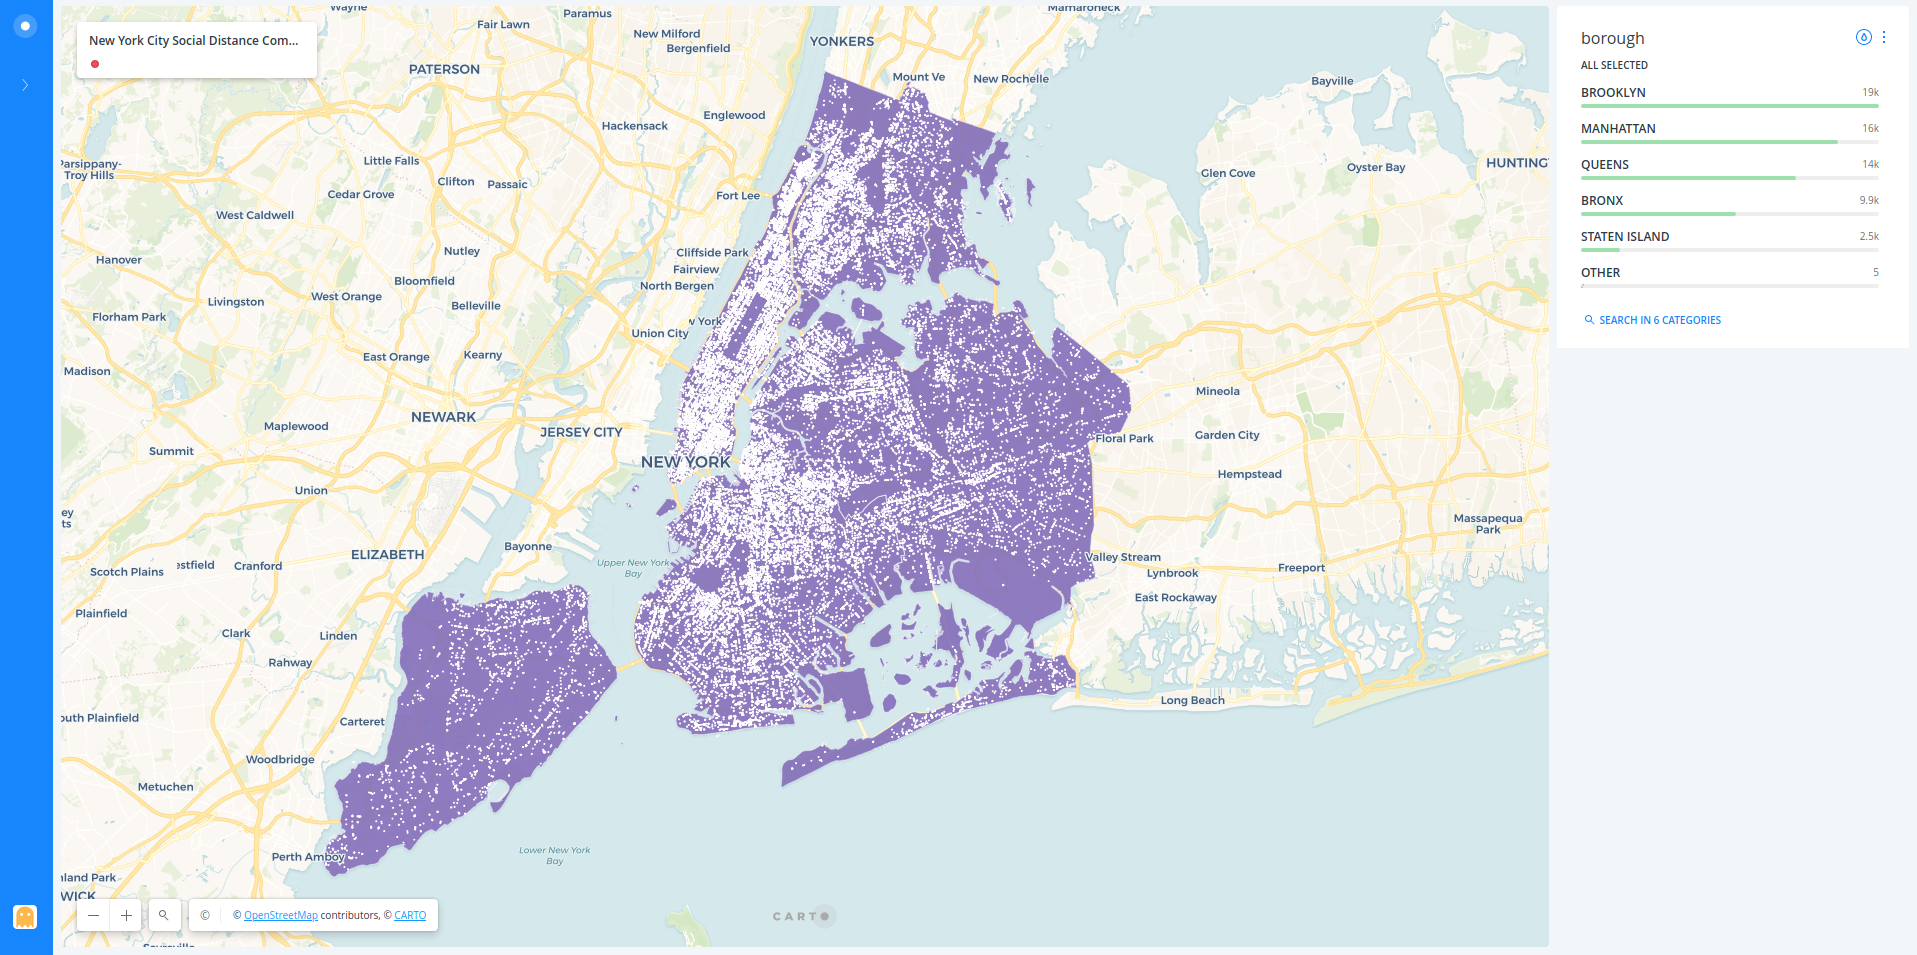 New York City Social Distance Com...
borough
ALL SELECTED
BROOKLYN 19k
MANHATTAN 16k
QUEENS 14k
BRONX 9.9k
STATEN ISLAND 2.5k
OTHER 5
SEARCH IN 6 CATEGORIES
Wayne
Paramus
Mamaroneck
Fair Lawn
New Milford
Bergenfield
YONKERS
PATERSON
Mount Ve
New Rochelle
Bayville
Englewood
Hackensack
Parsippany-
Troy Hills
Little Falls
HUNTING
Oyster Bay
Glen Cove
Clifton
Passaic
Cedar Grove
Fort Lee
West Caldwell
Nutley
Cliffside Park
Hanover
Fairview
Bloomfield
North Bergen
West Orange
Livingston
Belleville
Florham Park
w York
Union City
East Orange
Kearny
Madison
Mineola
NEWARK
Maplewood
JERSEY CITY
Floral Park
Garden City
Summit
NEW YORK
Hempstead
Union
ey
ts
Massapequa
Park
ELIZABETH
Bayonne
Valley Stream
Upper New York
Bay
Scotch Plains
estfield
Cranford
Lynbrook
Freeport
East Rockaway
Plainfield
Clark
Linden
Rahway
Long Beach
outh Plainfield
Carteret
Woodbridge
Metuchen
Lower New York
Bay
Perth Amboy
nland Park
WICK
© © OpenStreetMap contributors, © CARTO
CARTO